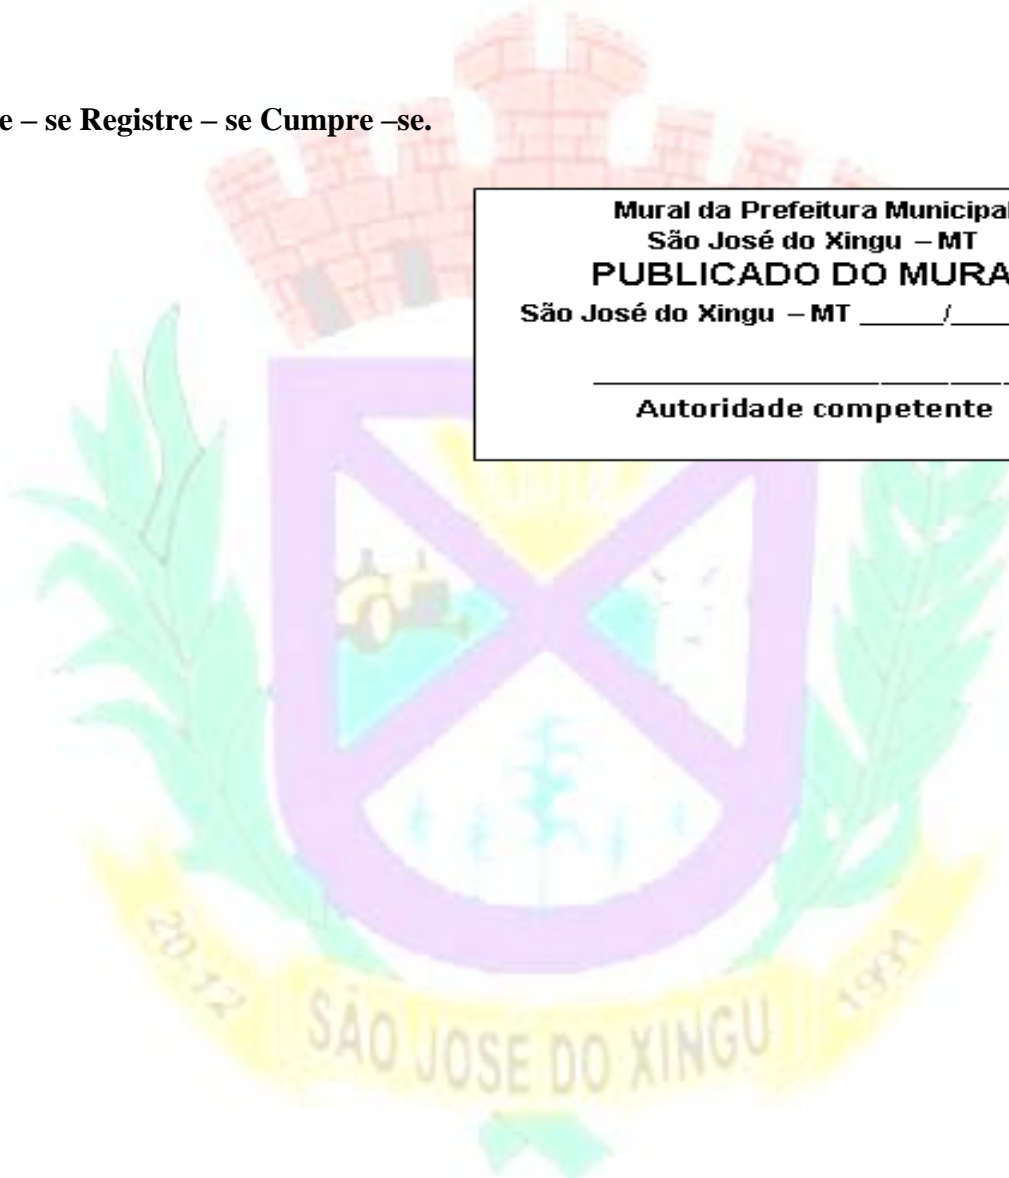 e – se Registre – se Cumpre –se.
Mural da Prefeitura Municipal
São José do Xingu – MT
PUBLICADO DO MURA
São José do Xingu – MT ______/____
Autoridade competente
20-12
SÃO JOSE DO XINGU